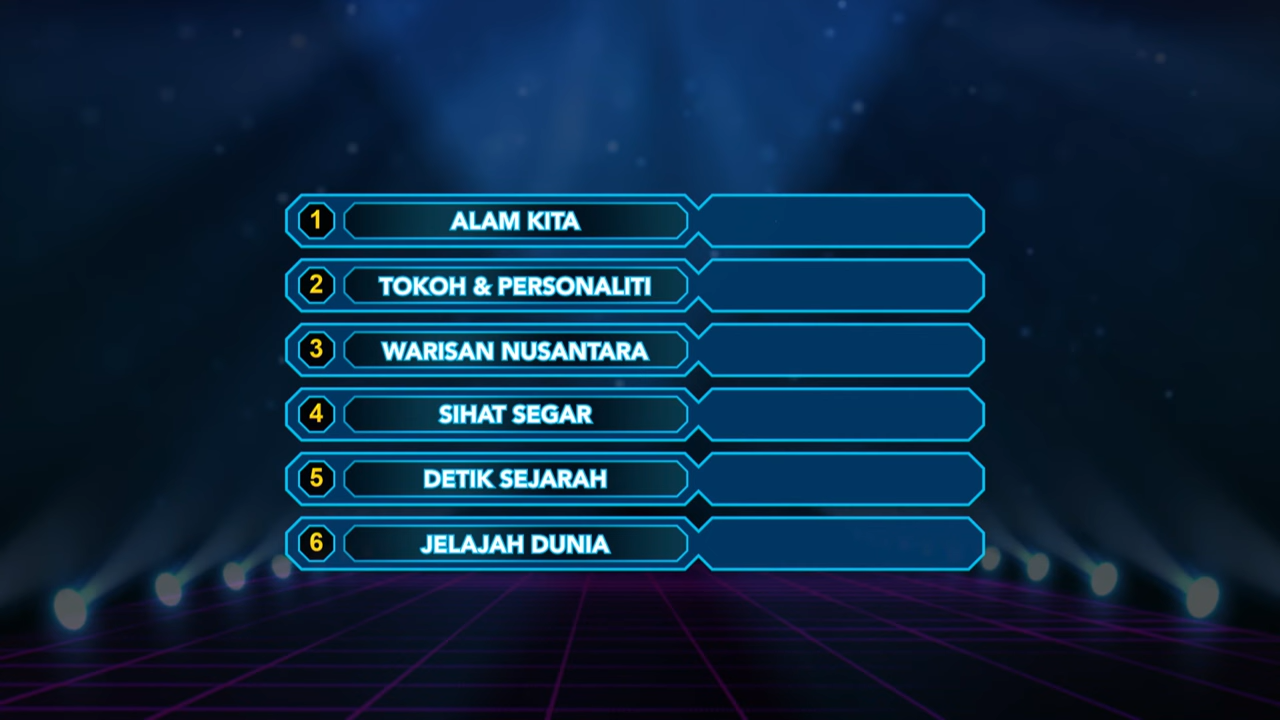 1 ALAM KITA
2 TOKOH & PERSONALITI
3 WARISAN NUSANTARA
4 SIHAT SEGAR
5 DETIK SEJARAH
6 JELAJAH DUNIA